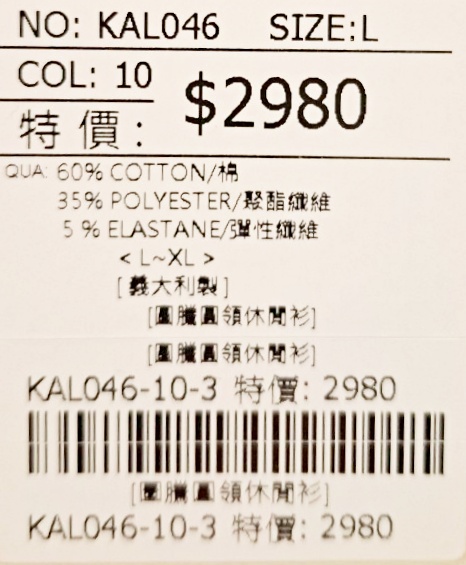 NO: KAL046 SIZE:L
COL: 10
特價: $2980
QUA: 60% COTTON/棉
35% POLYESTER/聚酯纖維
5 % ELASTANE/彈性纖維
< L~XL >
[ 義大利製 ]
[圖騰圓領休閒衫]
[圖騰圓領休閒衫]
KAL046-10-3 特價: 2980
[圖騰圓領休閒衫]
KAL046-10-3 特價: 2980